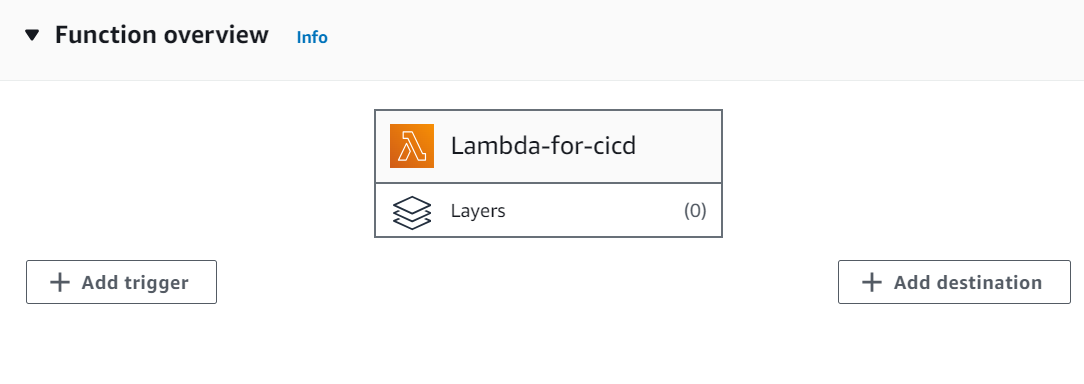 Function overview Info
Lambda-for-cicd
Layers (0)
Add trigger
Add destination